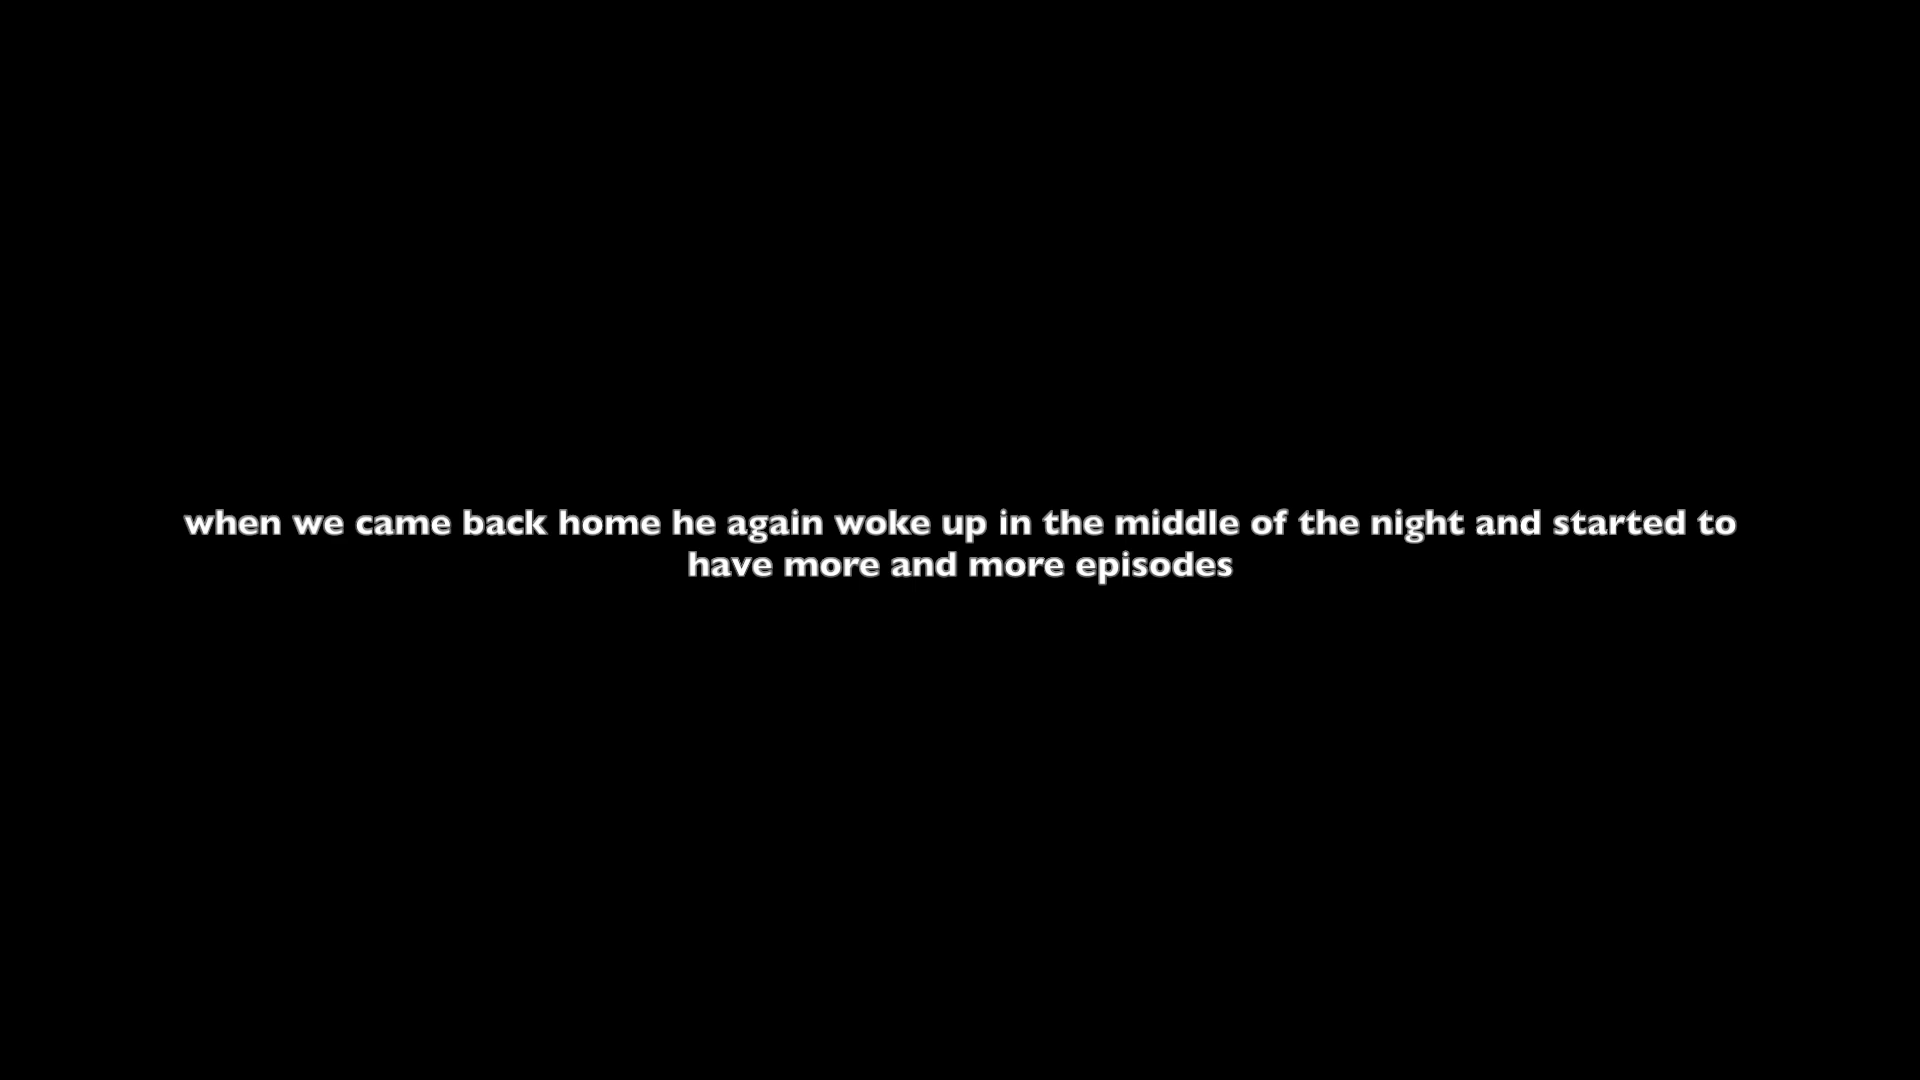 when we came back home he again woke up in the middle of the night and started to
have more and more episodes